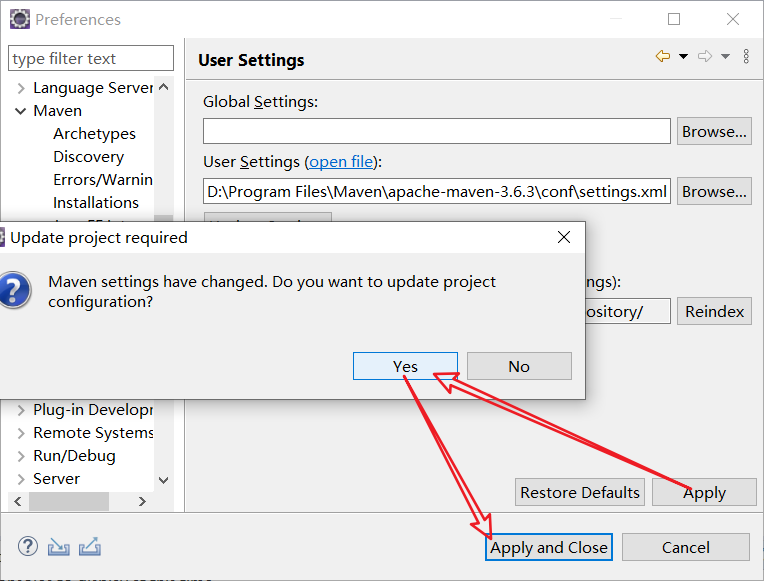 Preferences
type filter text
User Settings
Language Server
Maven
Archetypes
Discovery
Errors/Warnin
Installations
Global Settings:
Browse...
User Settings (open file):
D:\Program Files\Maven\apache-maven-3.6.3\conf\settings.xml
Browse...
Update project required
Maven settings have changed. Do you want to update project
configuration?
Yes
No
ngs):
ository/
Reindex
Plug-in Developr
Remote Systems
Run/Debug
Server
Restore Defaults
Apply
Apply and Close
Cancel